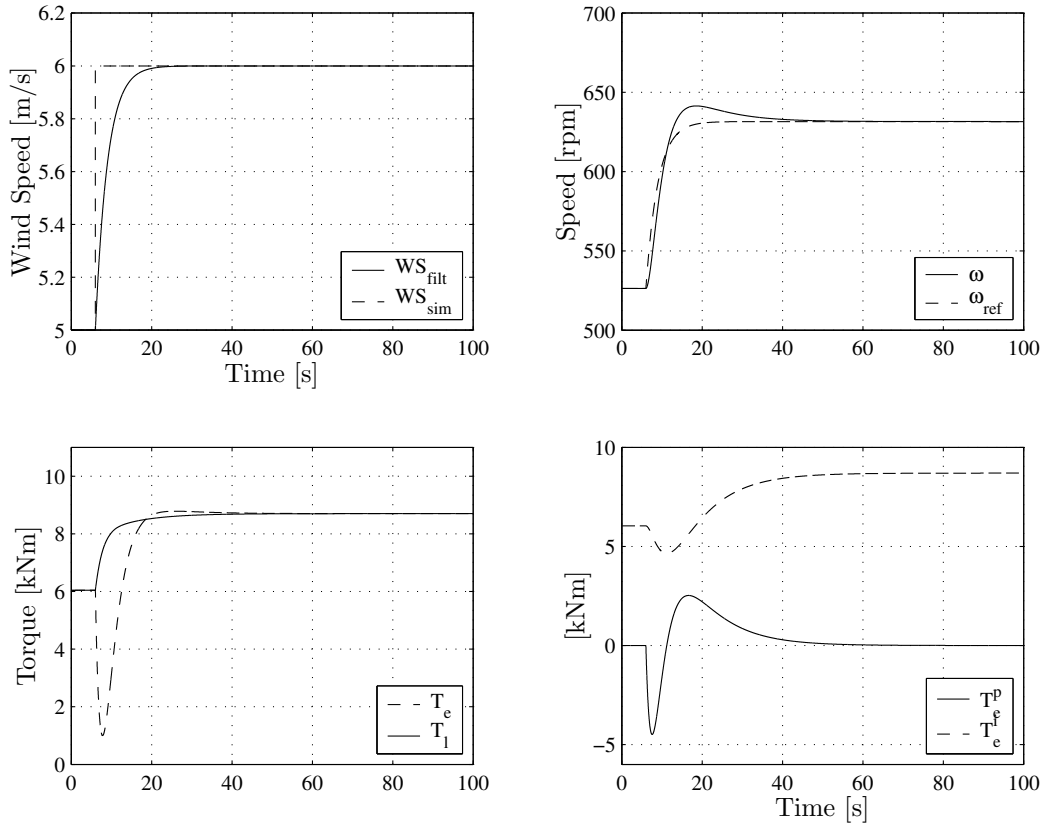 Wind Speed [m/s]
6.2
6
5.8
5.6
5.4
5.2
5
0 20 40 60 80 100
Time [s]
WS_filt
WS_sim
Speed [rpm]
700
650
600
550
500
0 20 40 60 80 100
ω
ω_ref
Torque [kNm]
10
8
6
4
2
0
0 20 40 60 80 100
T_e
T_l
[kNm]
10
5
0
−5
0 20 40 60 80 100
Time [s]
T_e^p
T_e^I